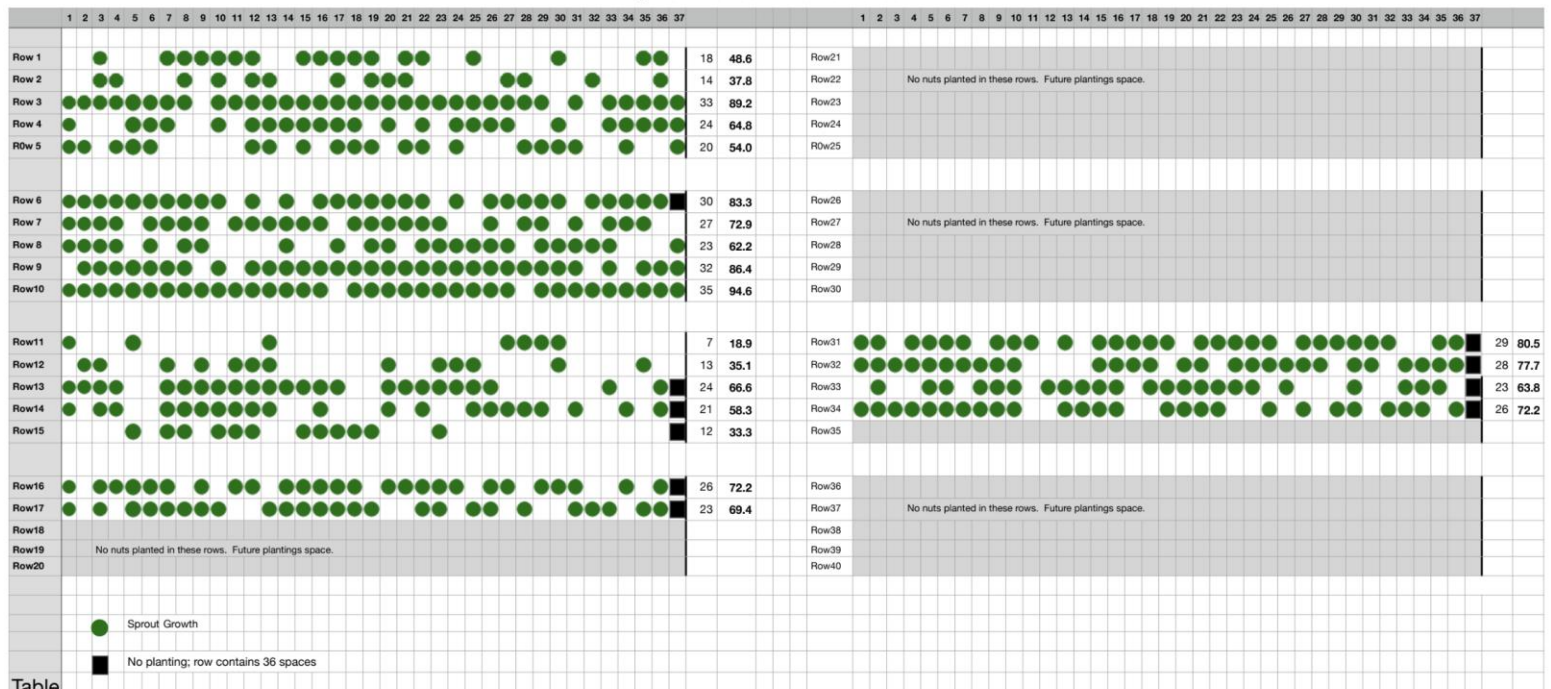 1 2 3 4 5 6 7 8 9 10 11 12 13 14 15 16 17 18 19 20 21 22 23 24 25 26 27 28 29 30 31 32 33 34 35 36 37 1 2 3 4 5 6 7 8 9 10 11 12 13 14 15 16 17 18 19 20 21 22 23 24 25 26 27 28 29 30 31 32 33 34 35 36 37
Row 1 18 48.6 Row21
Row 2 14 37.8 Row22 No nuts planted in these rows. Future plantings space.
Row 3 33 89.2 Row23
Row 4 24 64.8 Row24
R0w 5 20 54.0 R0w25
Row 6 30 83.3 Row26
Row 7 27 72.9 Row27 No nuts planted in these rows. Future plantings space.
Row 8 23 62.2 Row28
Row 9 32 86.4 Row29
Row10 35 94.6 Row30
Row11 7 18.9 Row31 29 80.5
Row12 13 35.1 Row32 28 77.7
Row13 24 66.6 Row33 23 63.8
Row14 21 58.3 Row34 26 72.2
Row15 12 33.3 Row35
Row16 26 72.2 Row36
Row17 23 69.4 Row37 No nuts planted in these rows. Future plantings space.
Row18 Row38
Row19 No nuts planted in these rows. Future plantings space. Row39
Row20 Row40
Sprout Growth
No planting; row contains 36 spaces
Table